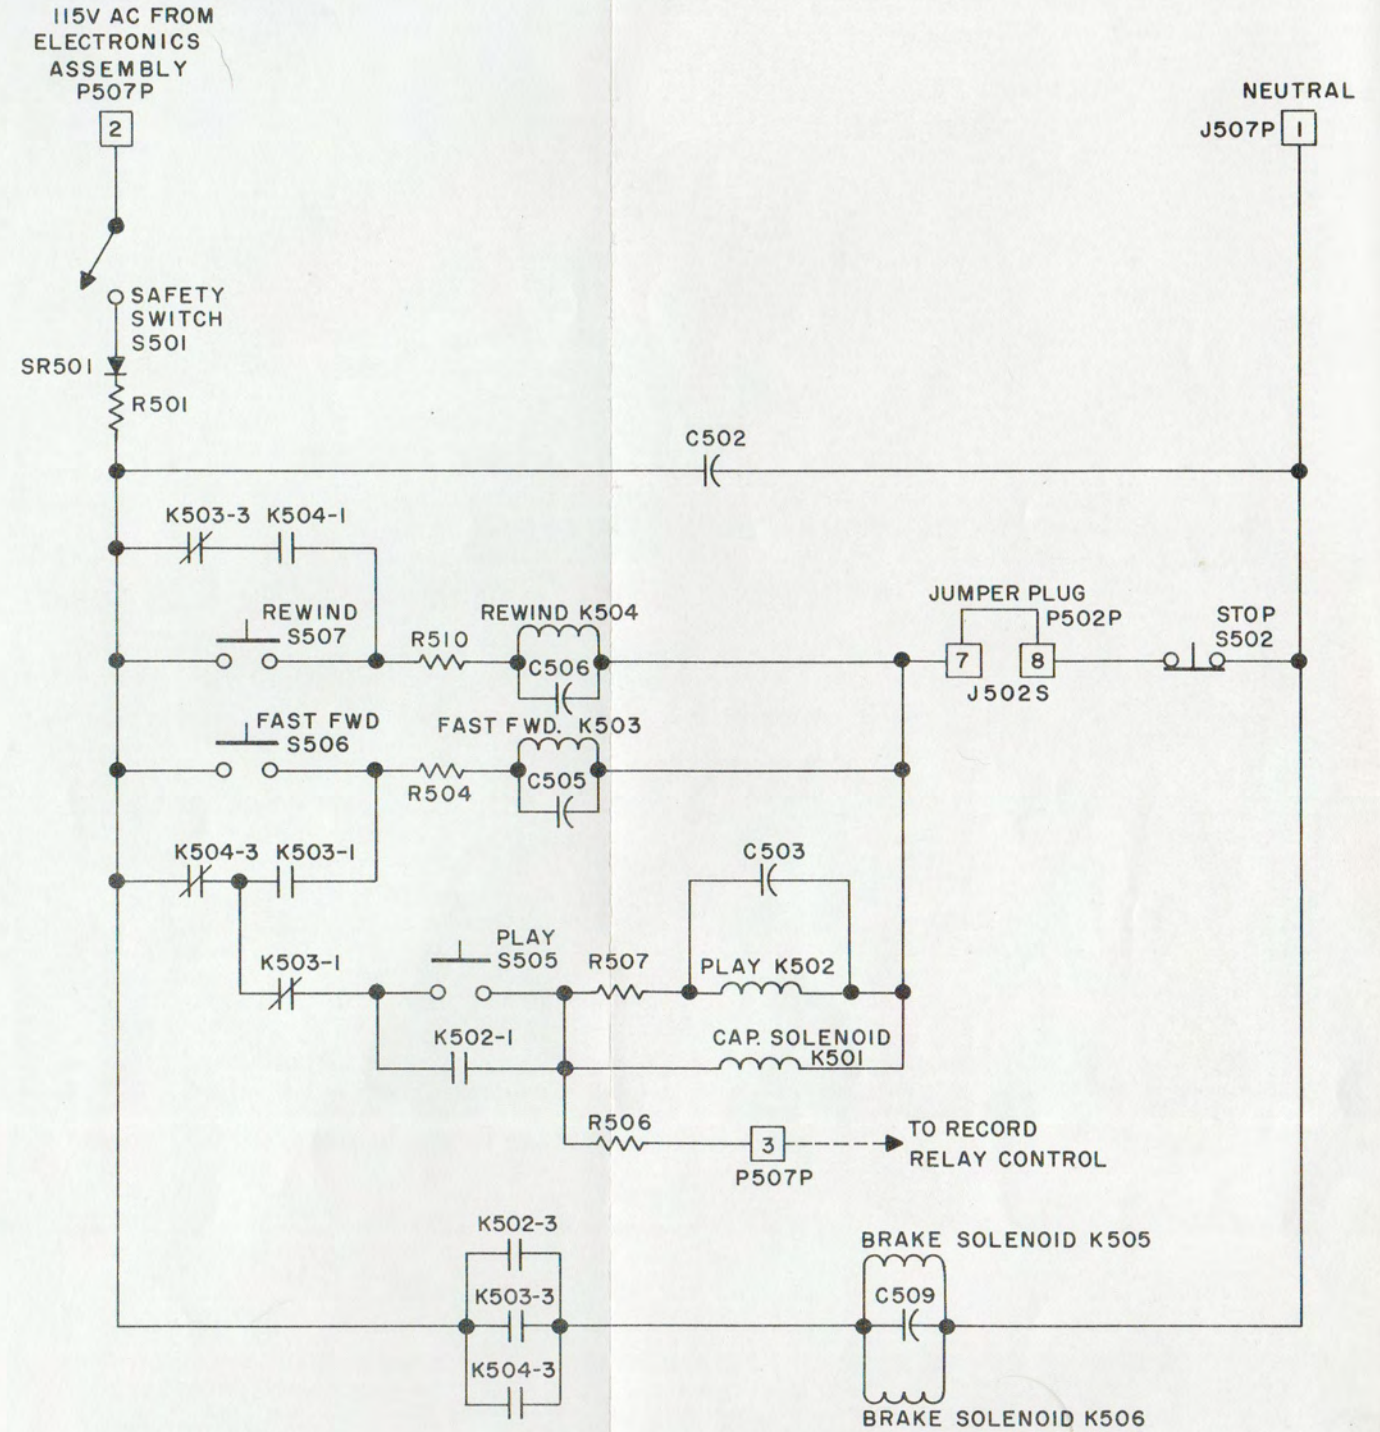 115V AC FROM
ELECTRONICS
ASSEMBLY
P507P
2
NEUTRAL
J507P 1
SAFETY
SWITCH
S501
SR501
R501
C502
K503-3 K504-1
REWIND
S507
R510
REWIND K504
C506
JUMPER PLUG
P502P
7 8
J502S
STOP
S502
FAST FWD
S506
FAST FWD. K503
R504
C505
K504-3 K503-1
C503
K503-1
PLAY
S505
R507
PLAY K502
K502-1
CAP. SOLENOID
K501
R506
3
P507P
TO RECORD
RELAY CONTROL
K502-3
K503-3
K504-3
BRAKE SOLENOID K505
C509
BRAKE SOLENOID K506